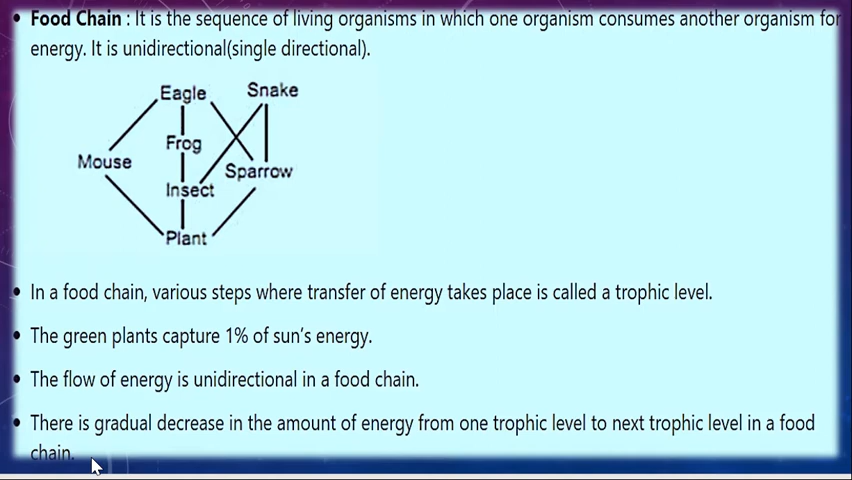 • Food Chain : It is the sequence of living organisms in which one organism consumes another organism for
energy. It is unidirectional(single directional).
Eagle Snake
Frog
Mouse
Sparrow
Insect
Plant
• In a food chain, various steps where transfer of energy takes place is called a trophic level.
• The green plants capture 1% of sun's energy.
• The flow of energy is unidirectional in a food chain.
• There is gradual decrease in the amount of energy from one trophic level to next trophic level in a food
chain.